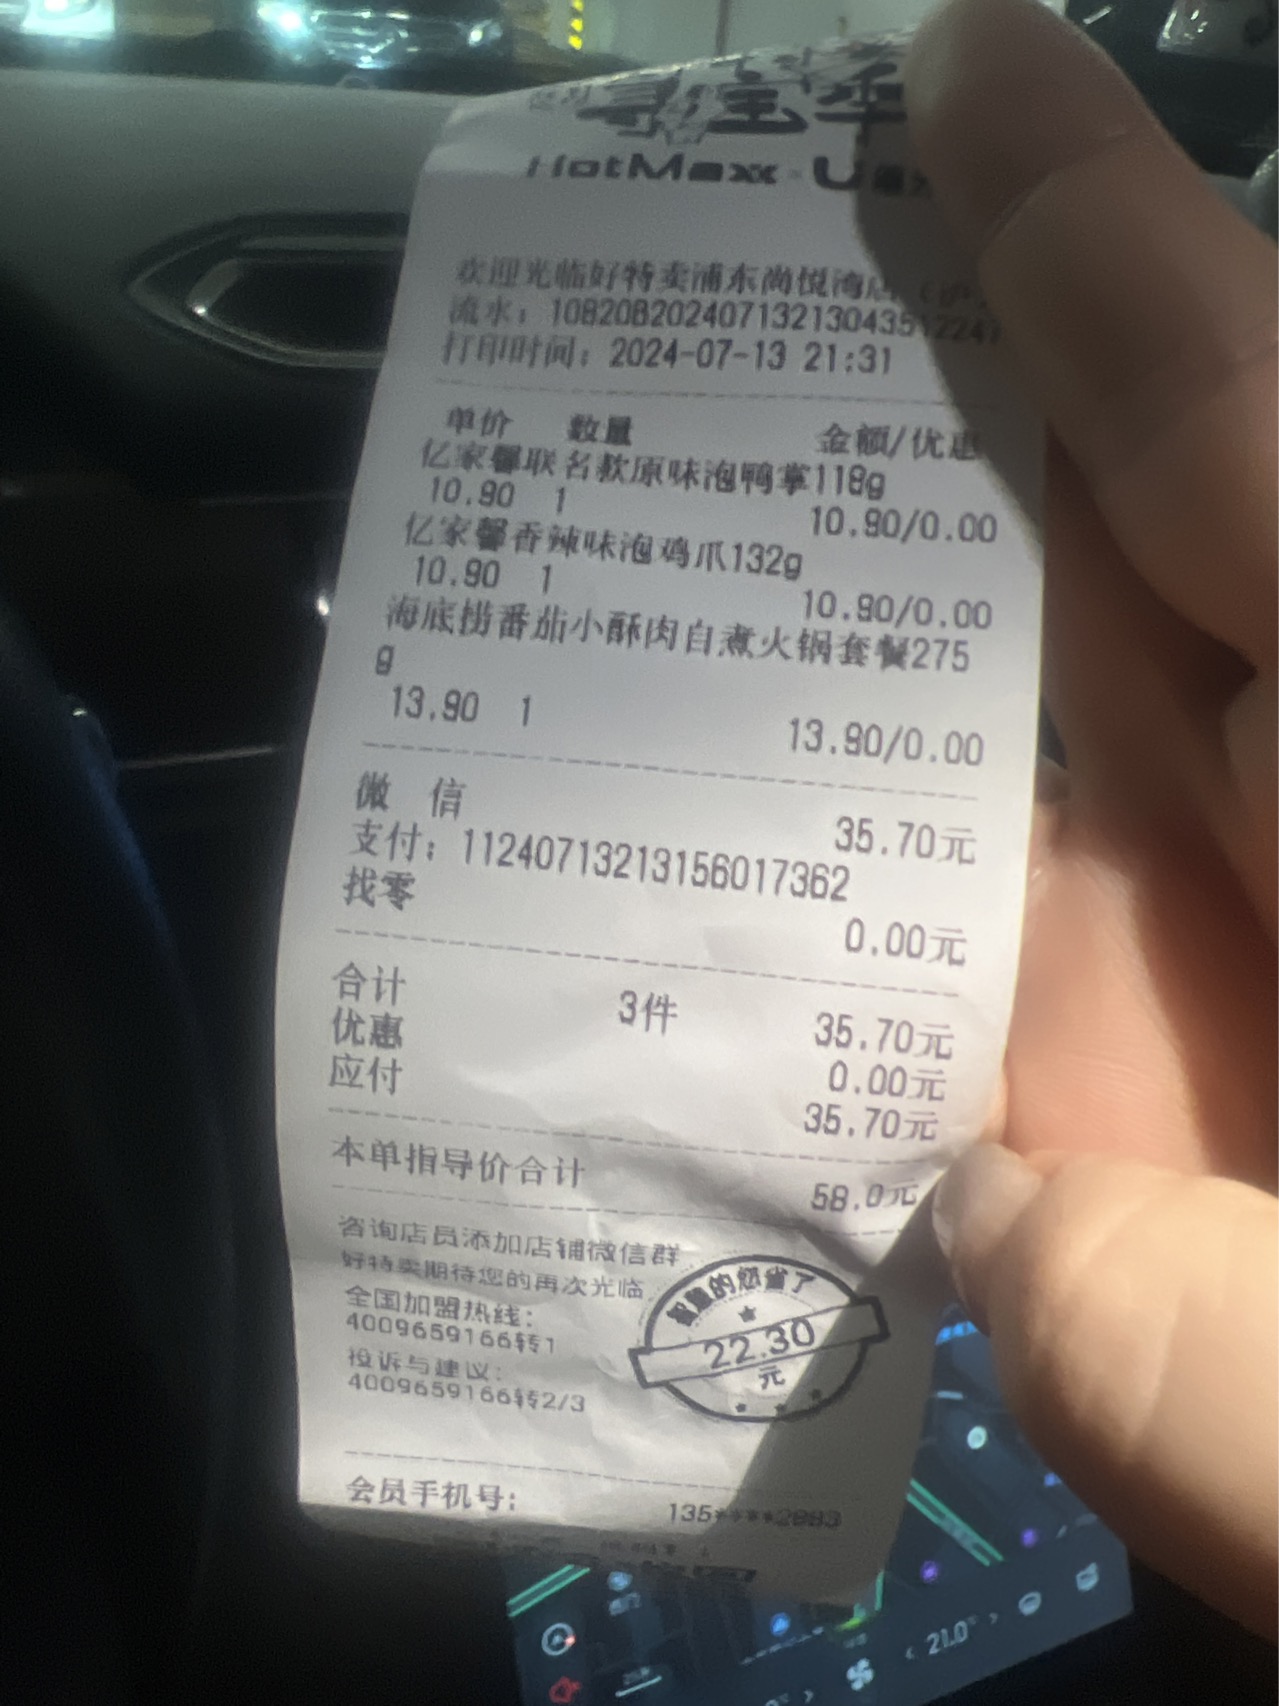 HotMaxx
欢迎光临好特卖浦东尚悦湾店
流水：108208202407132130435
打印时间：2024-07-13 21:31
单价 数量 金额/优惠
亿家馨联名款原味泡鸭掌118g
10.90 1 10.90/0.00
亿家馨香辣味泡鸡爪132g
10.90 1 10.90/0.00
海底捞番茄小酥肉自煮火锅套餐275
g
13.90 1 13.90/0.00
微 信 35.70元
支付：11240713213156017362
找零 0.00元
合计 3件 35.70元
优惠 0.00元
应付 35.70元
本单指导价合计 58.0元
咨询店员添加店铺微信群
好特卖期待您的再次光临
全国加盟热线：
4009659166转1
投诉与建议：
4009659166转2/3
智慧的您省了
22.30
元
会员手机号： 135****2883
21.0°